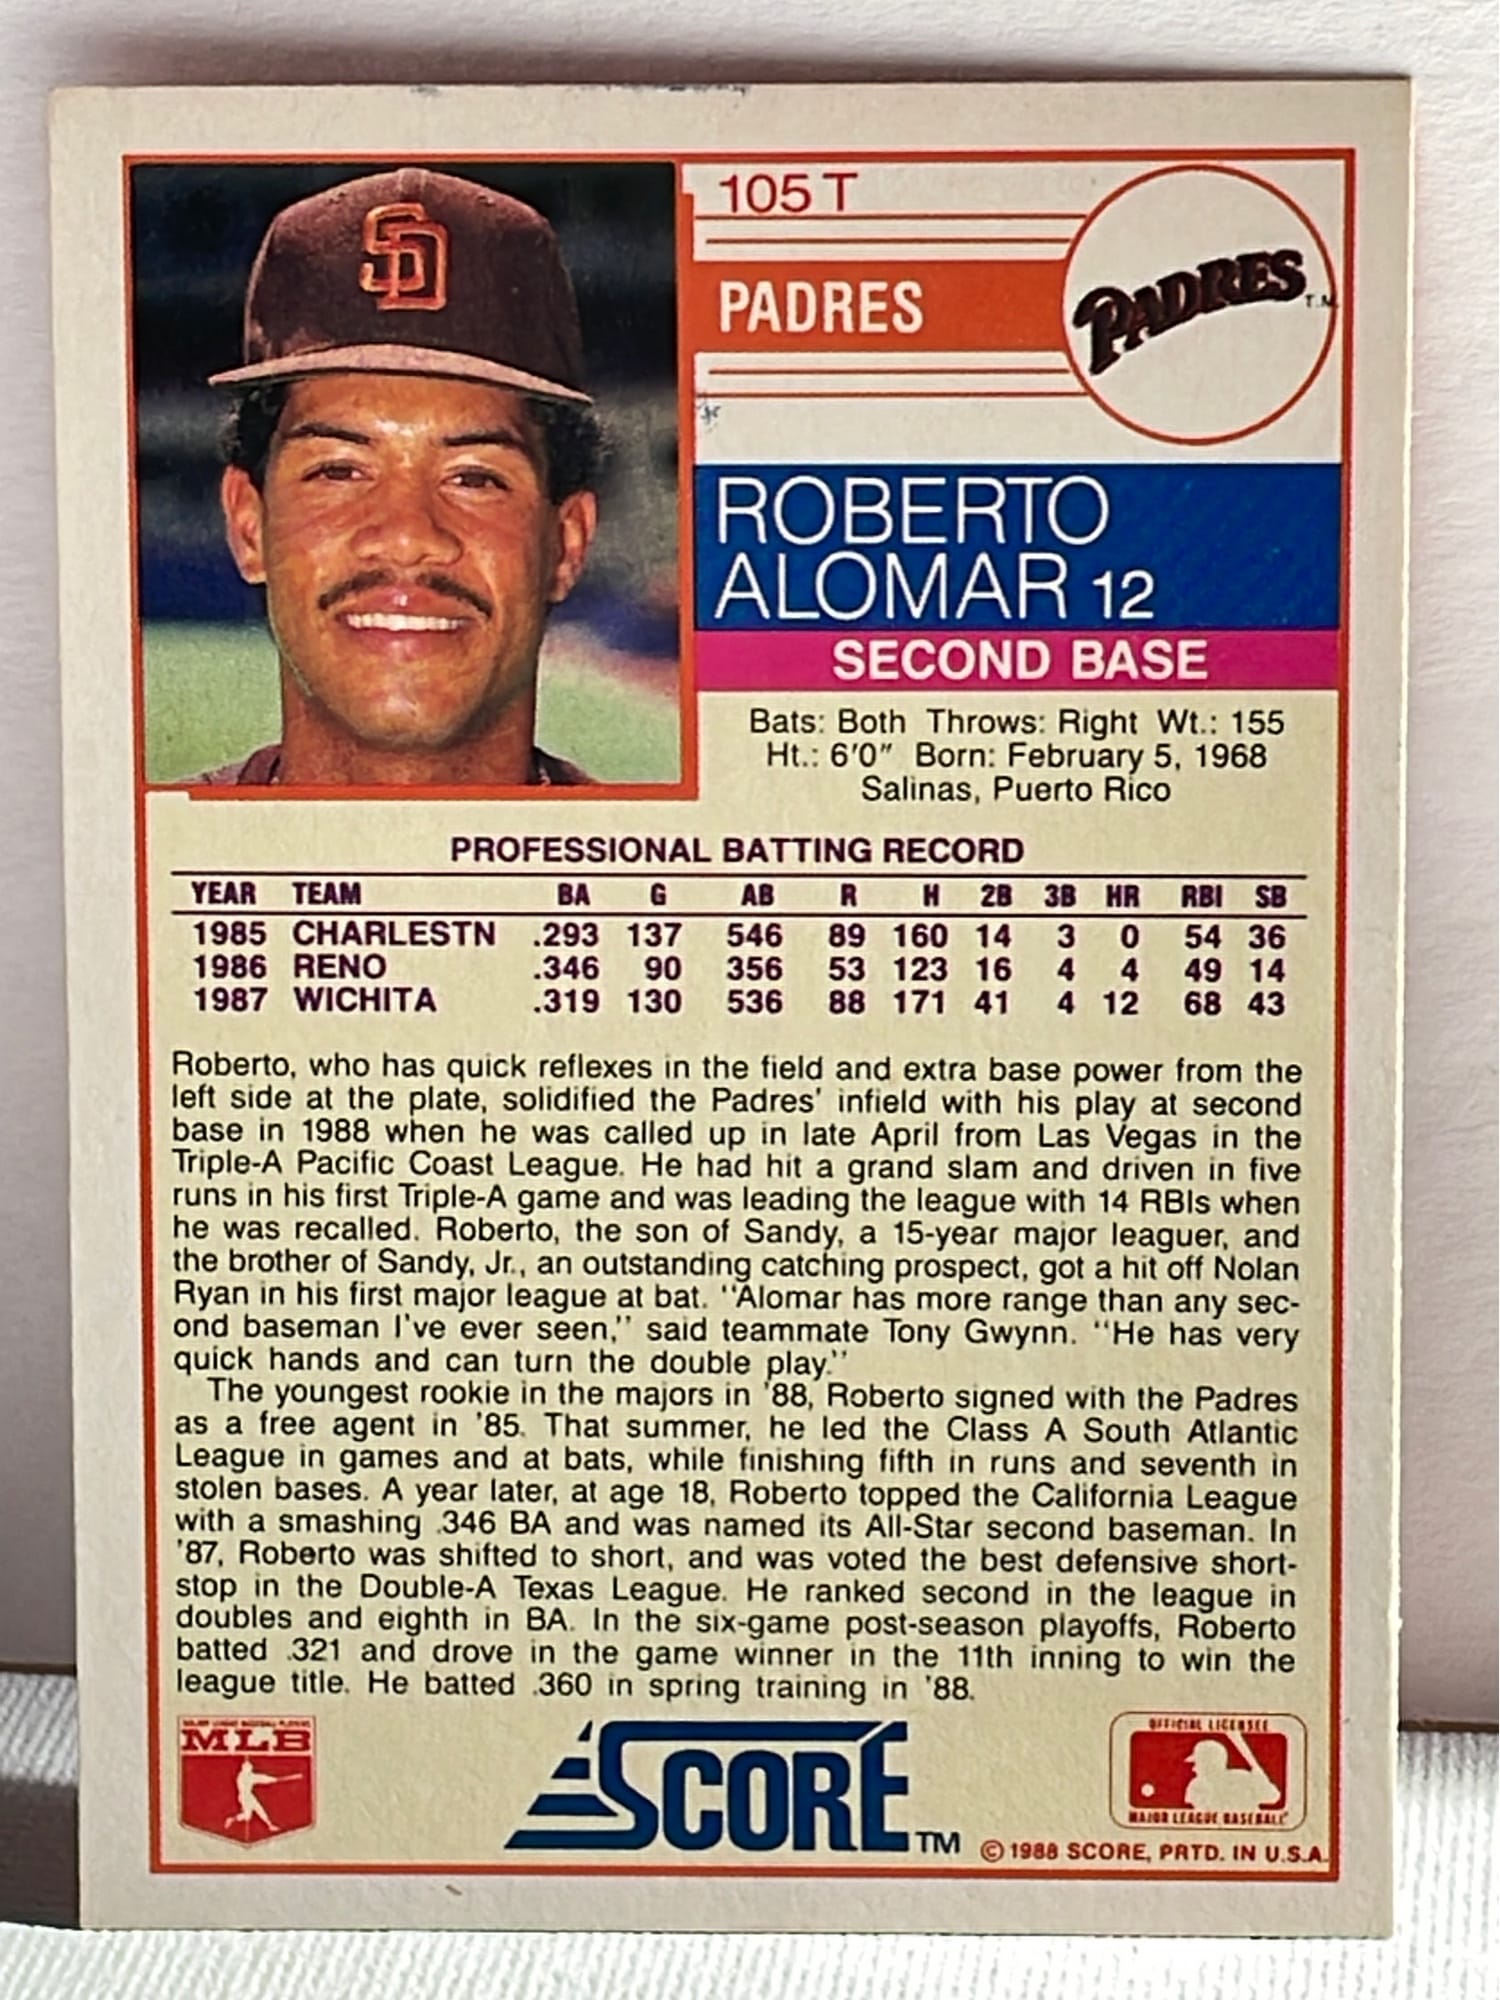 105 T
PADRES
PADRES
T.M.
SD
ROBERTO
ALOMAR 12
SECOND BASE
Bats: Both Throws: Right Wt.: 155
Ht.: 6'0" Born: February 5, 1968
Salinas, Puerto Rico
PROFESSIONAL BATTING RECORD
YEAR TEAM BA G AB R H 2B 3B HR RBI SB
1985 CHARLESTN .293 137 546 89 160 14 3 0 54 36
1986 RENO .346 90 356 53 123 16 4 4 49 14
1987 WICHITA .319 130 536 88 171 41 4 12 68 43
Roberto, who has quick reflexes in the field and extra base power from the
left side at the plate, solidified the Padres' infield with his play at second
base in 1988 when he was called up in late April from Las Vegas in the
Triple-A Pacific Coast League. He had hit a grand slam and driven in five
runs in his first Triple-A game and was leading the league with 14 RBIs when
he was recalled. Roberto, the son of Sandy, a 15-year major leaguer, and
the brother of Sandy, Jr., an outstanding catching prospect, got a hit off Nolan
Ryan in his first major league at bat. ''Alomar has more range than any sec-
ond baseman I've ever seen,'' said teammate Tony Gwynn. ''He has very
quick hands and can turn the double play.''
The youngest rookie in the majors in '88, Roberto signed with the Padres
as a free agent in '85. That summer, he led the Class A South Atlantic
League in games and at bats, while finishing fifth in runs and seventh in
stolen bases. A year later, at age 18, Roberto topped the California League
with a smashing .346 BA and was named its All-Star second baseman. In
'87, Roberto was shifted to short, and was voted the best defensive short-
stop in the Double-A Texas League. He ranked second in the league in
doubles and eighth in BA. In the six-game post-season playoffs, Roberto
batted .321 and drove in the game winner in the 11th inning to win the
league title. He batted .360 in spring training in '88.
MAJOR LEAGUE BASEBALL PLAYERS
MLB
SCORE TM
OFFICIAL LICENSEE
MAJOR LEAGUE BASEBALL
© 1988 SCORE, PRTD. IN U.S.A.